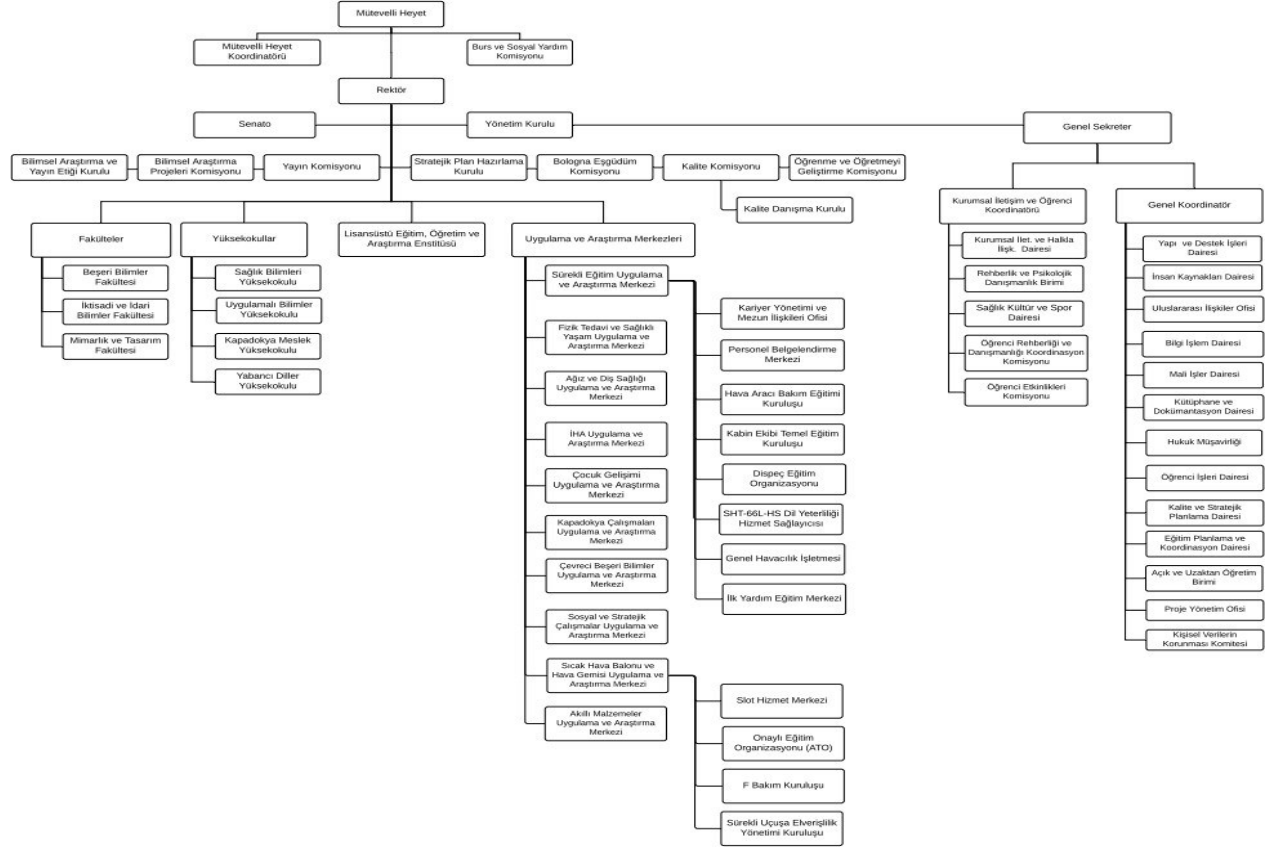 Mütevelli Heyet
Mütevelli Heyet
Koordinatörü
Burs ve Sosyal Yardım
Komisyonu
Rektör
Senato
Yönetim Kurulu
Genel Sekreter
Bilimsel Araştırma ve
Yayın Etiği Kurulu
Bilimsel Araştırma
Projeleri Komisyonu
Yayın Komisyonu
Stratejik Plan Hazırlama
Kurulu
Bologna Eşgüdüm
Komisyonu
Kalite Komisyonu
Öğrenme ve Öğretmeyi
Geliştirme Komisyonu
Kalite Danışma Kurulu
Fakülteler
Beşeri Bilimler
Fakültesi
İktisadi ve İdari
Bilimler Fakültesi
Mimarlık ve Tasarım
Fakültesi
Yüksekokullar
Sağlık Bilimleri
Yüksekokulu
Uygulamalı Bilimler
Yüksekokulu
Kapadokya Meslek
Yüksekokulu
Yabancı Diller
Yüksekokulu
Lisansüstü Eğitim, Öğretim ve
Araştırma Enstitüsü
Uygulama ve Araştırma Merkezleri
Sürekli Eğitim Uygulama
ve Araştırma Merkezi
Fizik Tedavi ve Sağlıklı
Yaşam Uygulama ve
Araştırma Merkezi
Ağız ve Diş Sağlığı
Uygulama ve Araştırma
Merkezi
İHA Uygulama ve
Araştırma Merkezi
Çocuk Gelişimi
Uygulama ve Araştırma
Merkezi
Kapadokya Çalışmaları
Uygulama ve Araştırma
Merkezi
Çevreci Beşeri Bilimler
Uygulama ve Araştırma
Merkezi
Sosyal ve Stratejik
Çalışmalar Uygulama ve
Araştırma Merkezi
Sıcak Hava Balonu ve
Hava Gemisi Uygulama ve
Araştırma Merkezi
Akıllı Malzemeler
Uygulama ve Araştırma
Merkezi
Kariyer Yönetimi ve
Mezun İlişkileri Ofisi
Personel Belgelendirme
Merkezi
Hava Aracı Bakım Eğitimi
Kuruluşu
Kabin Ekibi Temel Eğitim
Kuruluşu
Dispeç Eğitim
Organizasyonu
SHT-66L-HS Dil Yeterliliği
Hizmet Sağlayıcısı
Genel Havacılık İşletmesi
İlk Yardım Eğitim Merkezi
Slot Hizmet Merkezi
Onaylı Eğitim
Organizasyonu (ATO)
F Bakım Kuruluşu
Sürekli Uçuşa Elverişlilik
Yönetimi Kuruluşu
Kurumsal İletişim ve Öğrenci
Koordinatörü
Kurumsal İlet. ve Halkla
İlişk. Dairesi
Rehberlik ve Psikolojik
Danışmanlık Birimi
Sağlık Kültür ve Spor
Dairesi
Öğrenci Rehberliği ve
Danışmanlığı Koordinasyon
Komisyonu
Öğrenci Etkinlikleri
Komisyonu
Genel Koordinatör
Yapı ve Destek İşleri
Dairesi
İnsan Kaynakları Dairesi
Uluslararası İlişkiler Ofisi
Bilgi İşlem Dairesi
Mali İşler Dairesi
Kütüphane ve
Dokümantasyon Dairesi
Hukuk Müşavirliği
Öğrenci İşleri Dairesi
Kalite ve Stratejik
Planlama Dairesi
Eğitim Planlama ve
Koordinasyon Dairesi
Açık ve Uzaktan Öğretim
Birimi
Proje Yönetim Ofisi
Kişisel Verilerin
Korunması Komitesi